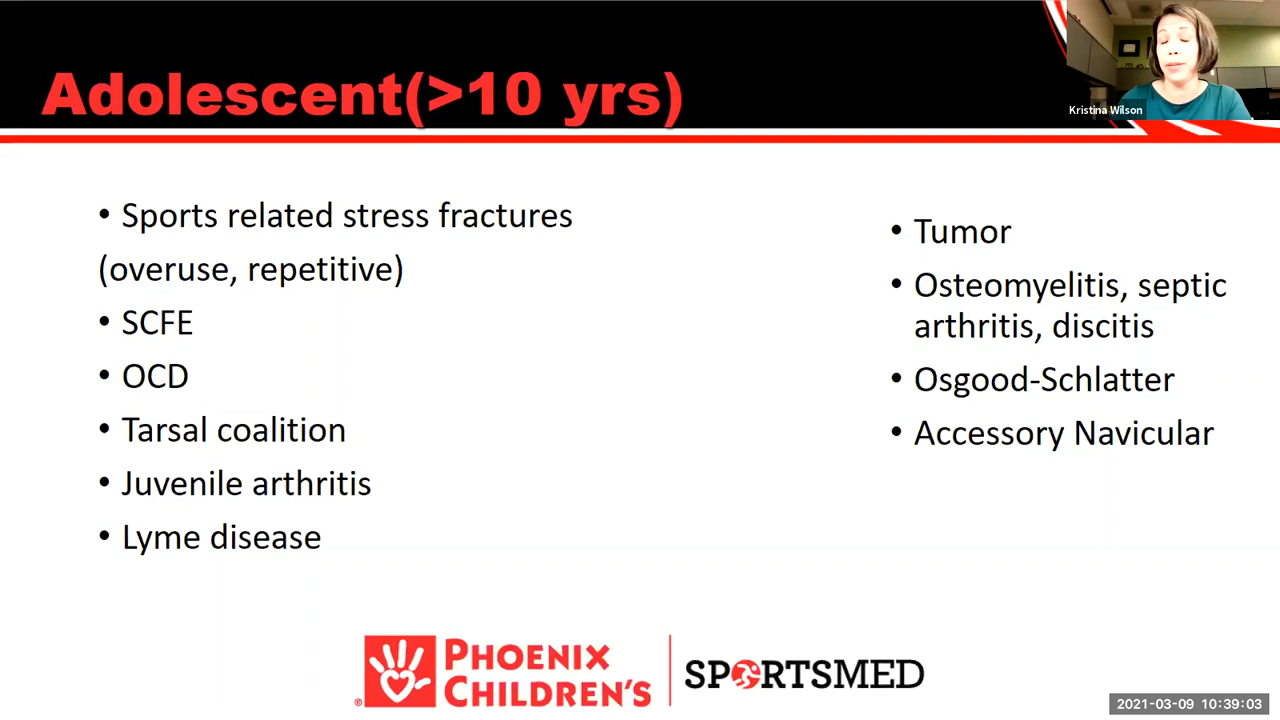 Adolescent(>10 yrs)
Kristina Wilson
• Sports related stress fractures
(overuse, repetitive)
• SCFE
• OCD
• Tarsal coalition
• Juvenile arthritis
• Lyme disease
• Tumor
• Osteomyelitis, septic
arthritis, discitis
• Osgood-Schlatter
• Accessory Navicular
® PHOENIX
CHILDREN'S
SPORTSMED
2021-03-09 10:39:03